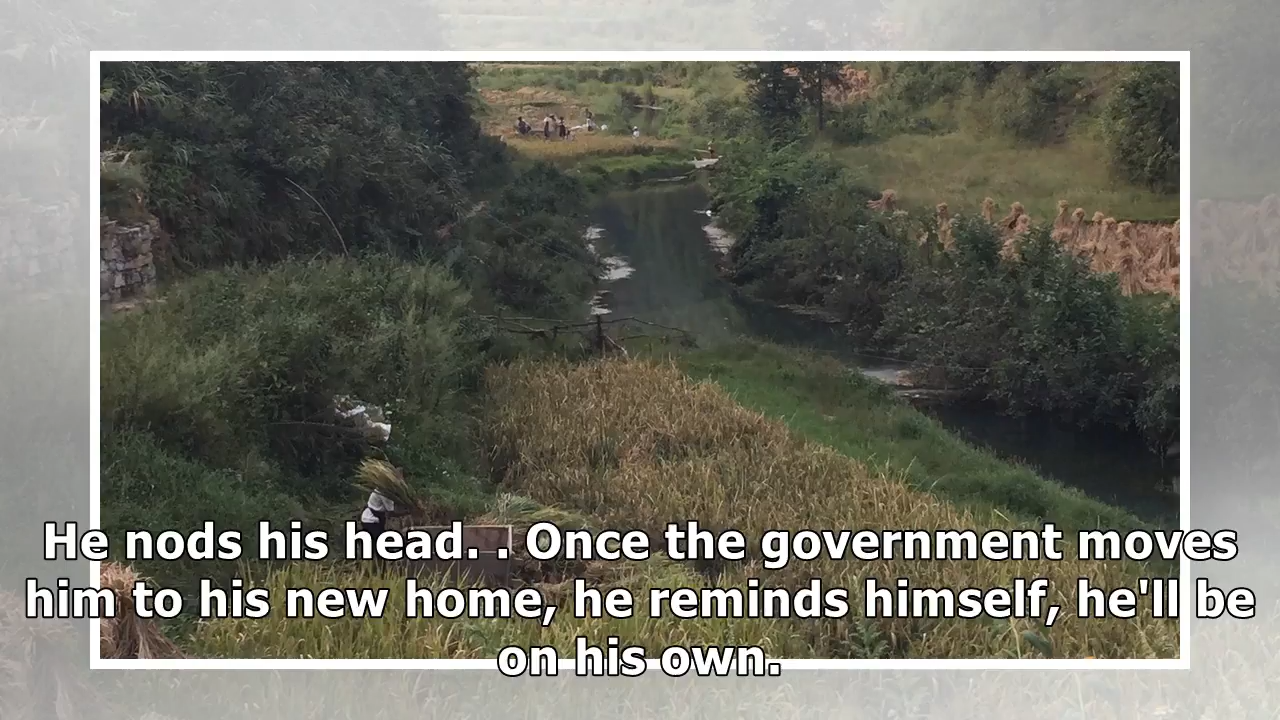 He nods his head. . Once the government moves
him to his new home, he reminds himself, he'll be
on his own.